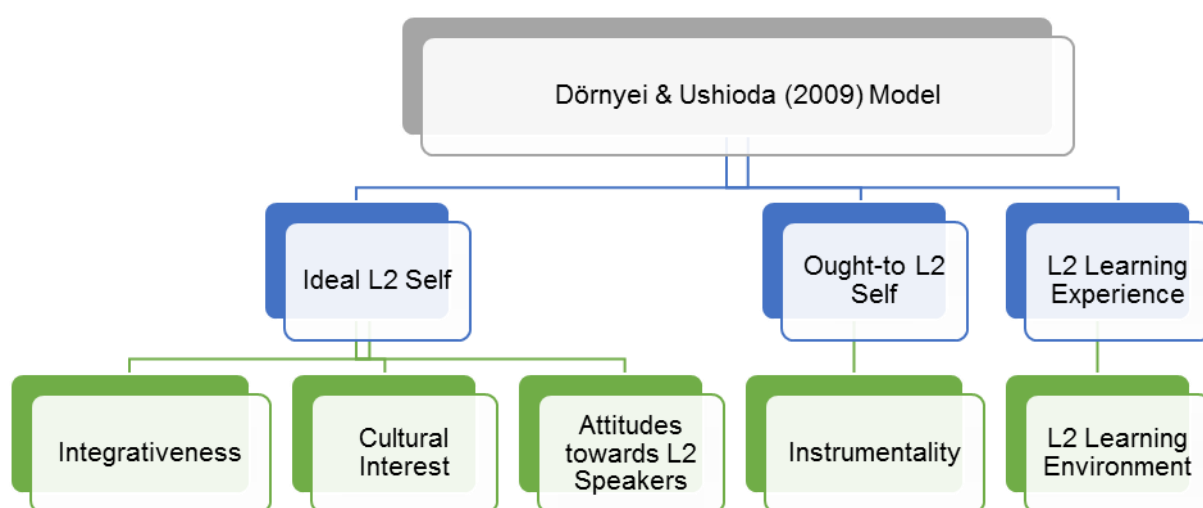 Dörnyei & Ushioda (2009) Model
Ideal L2 Self
Ought-to L2
Self
L2 Learning
Experience
Integrativeness
Cultural
Interest
Attitudes
towards L2
Speakers
Instrumentality
L2 Learning
Environment